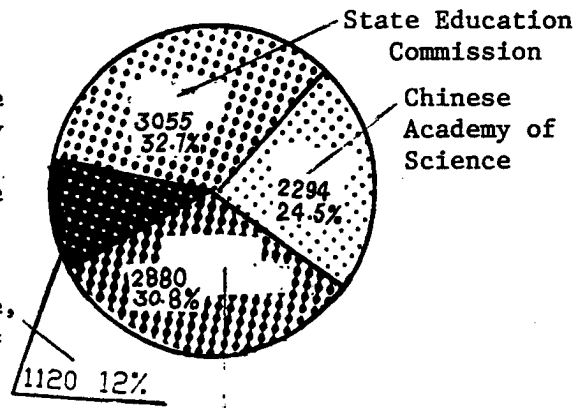 State Education
Commission
Chinese
Academy of
Science
3055
32.7%
2294
24.5%
2880
30.8%
1120 12%